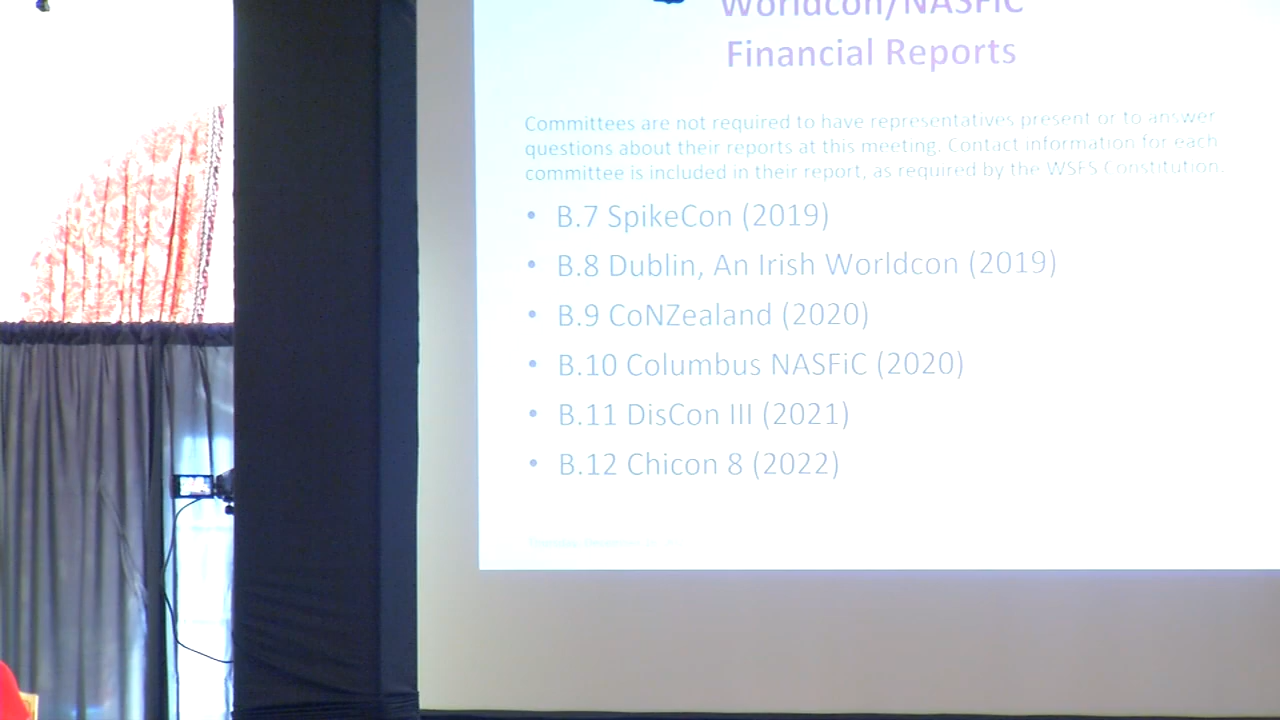 Worldcon/NASFiC
Financial Reports
Committees are not required to have representatives present or to answer
questions about their reports at this meeting. Contact information for each
committee is included in their report, as required by the WSFS Constitution.
• B.7 SpikeCon (2019)
• B.8 Dublin, An Irish Worldcon (2019)
• B.9 CoNZealand (2020)
• B.10 Columbus NASFiC (2020)
• B.11 DisCon III (2021)
• B.12 Chicon 8 (2022)